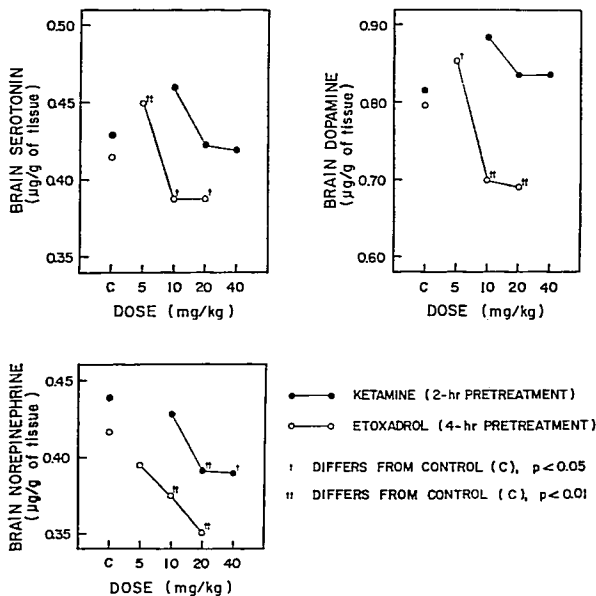 BRAIN SEROTONIN
(µg/g of tissue)
0.50
0.45
0.40
0.35
††
†
†
C 5 10 20 40
DOSE (mg/kg)
BRAIN DOPAMINE
(µg/g of tissue)
0.90
0.80
0.70
0.60
†
††
††
C 5 10 20 40
DOSE (mg/kg)
BRAIN NOREPINEPHRINE
(µg/g of tissue)
0.45
0.40
0.35
††
†
††
††
C 5 10 20 40
DOSE (mg/kg)
KETAMINE (2-hr PRETREATMENT)
ETOXADROL (4-hr PRETREATMENT)
† DIFFERS FROM CONTROL (C), p<0.05
†† DIFFERS FROM CONTROL (C), p<0.01